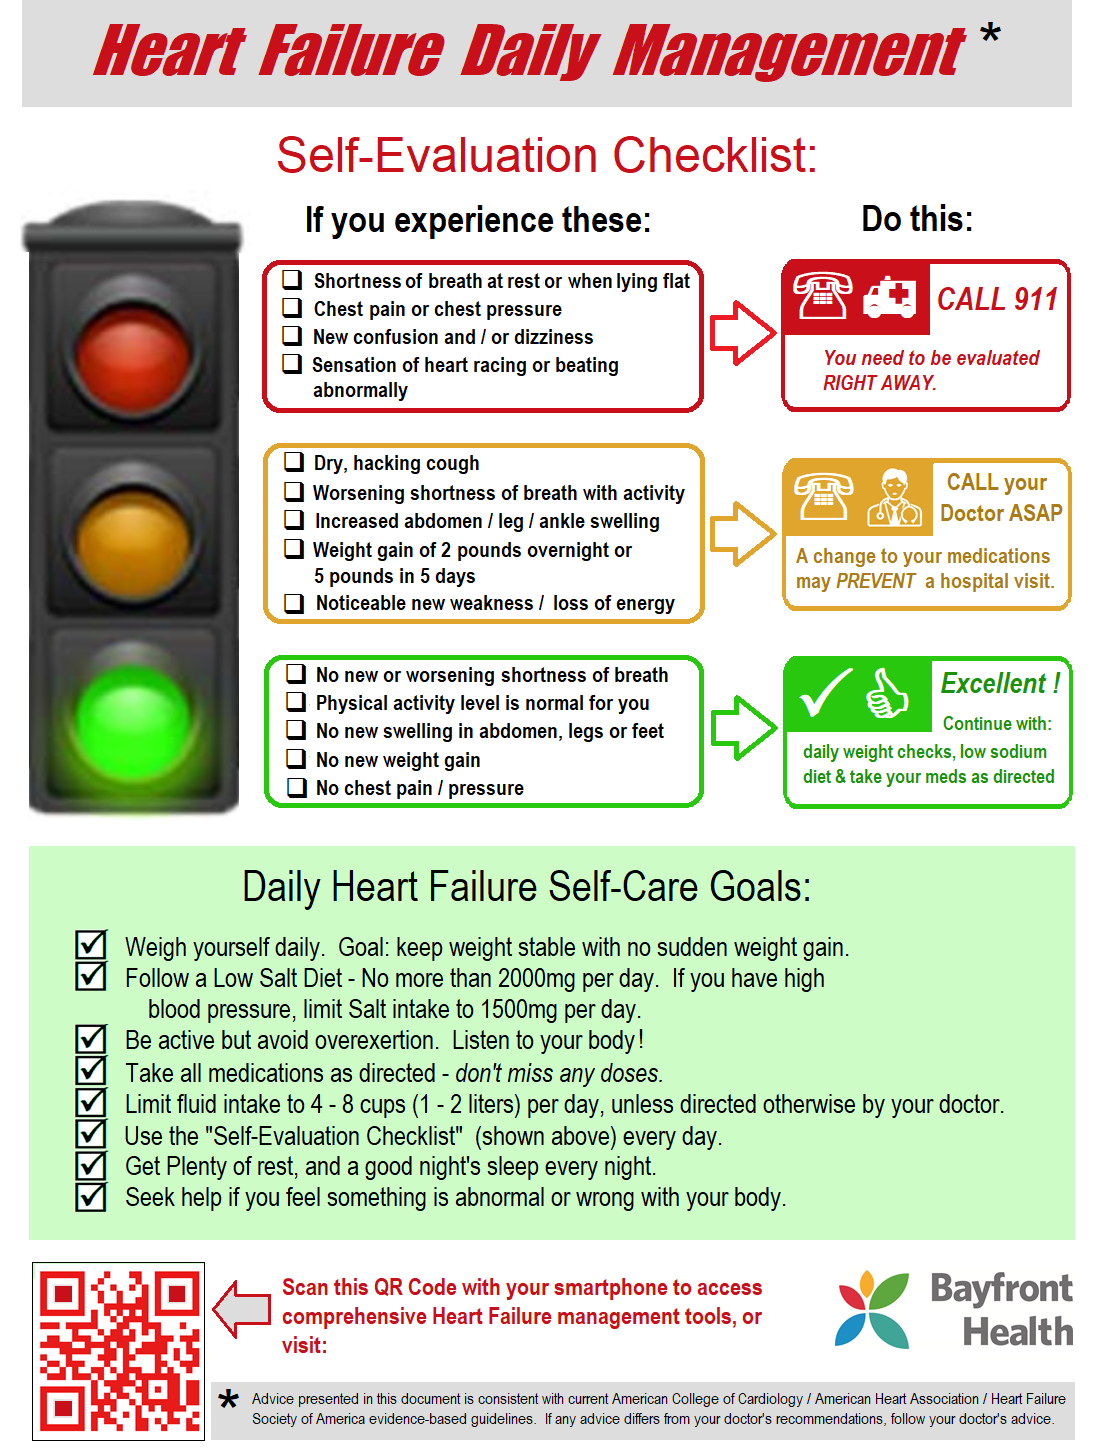 Heart Failure Daily Management *
Self-Evaluation Checklist:
If you experience these:
Do this:
Shortness of breath at rest or when lying flat
Chest pain or chest pressure
New confusion and / or dizziness
Sensation of heart racing or beating
abnormally
CALL 911
You need to be evaluated
RIGHT AWAY.
Dry, hacking cough
Worsening shortness of breath with activity
Increased abdomen / leg / ankle swelling
Weight gain of 2 pounds overnight or
5 pounds in 5 days
Noticeable new weakness / loss of energy
CALL your
Doctor ASAP
A change to your medications
may PREVENT a hospital visit.
No new or worsening shortness of breath
Physical activity level is normal for you
No new swelling in abdomen, legs or feet
No new weight gain
No chest pain / pressure
Excellent !
Continue with:
daily weight checks, low sodium
diet & take your meds as directed
Daily Heart Failure Self-Care Goals:
Weigh yourself daily. Goal: keep weight stable with no sudden weight gain.
Follow a Low Salt Diet - No more than 2000mg per day. If you have high
blood pressure, limit Salt intake to 1500mg per day.
Be active but avoid overexertion. Listen to your body!
Take all medications as directed - don't miss any doses.
Limit fluid intake to 4 - 8 cups (1 - 2 liters) per day, unless directed otherwise by your doctor.
Use the "Self-Evaluation Checklist" (shown above) every day.
Get Plenty of rest, and a good night's sleep every night.
Seek help if you feel something is abnormal or wrong with your body.
Scan this QR Code with your smartphone to access
comprehensive Heart Failure management tools, or
visit:
Bayfront
Health
* Advice presented in this document is consistent with current American College of Cardiology / American Heart Association / Heart Failure
Society of America evidence-based guidelines. If any advice differs from your doctor's recommendations, follow your doctor's advice.